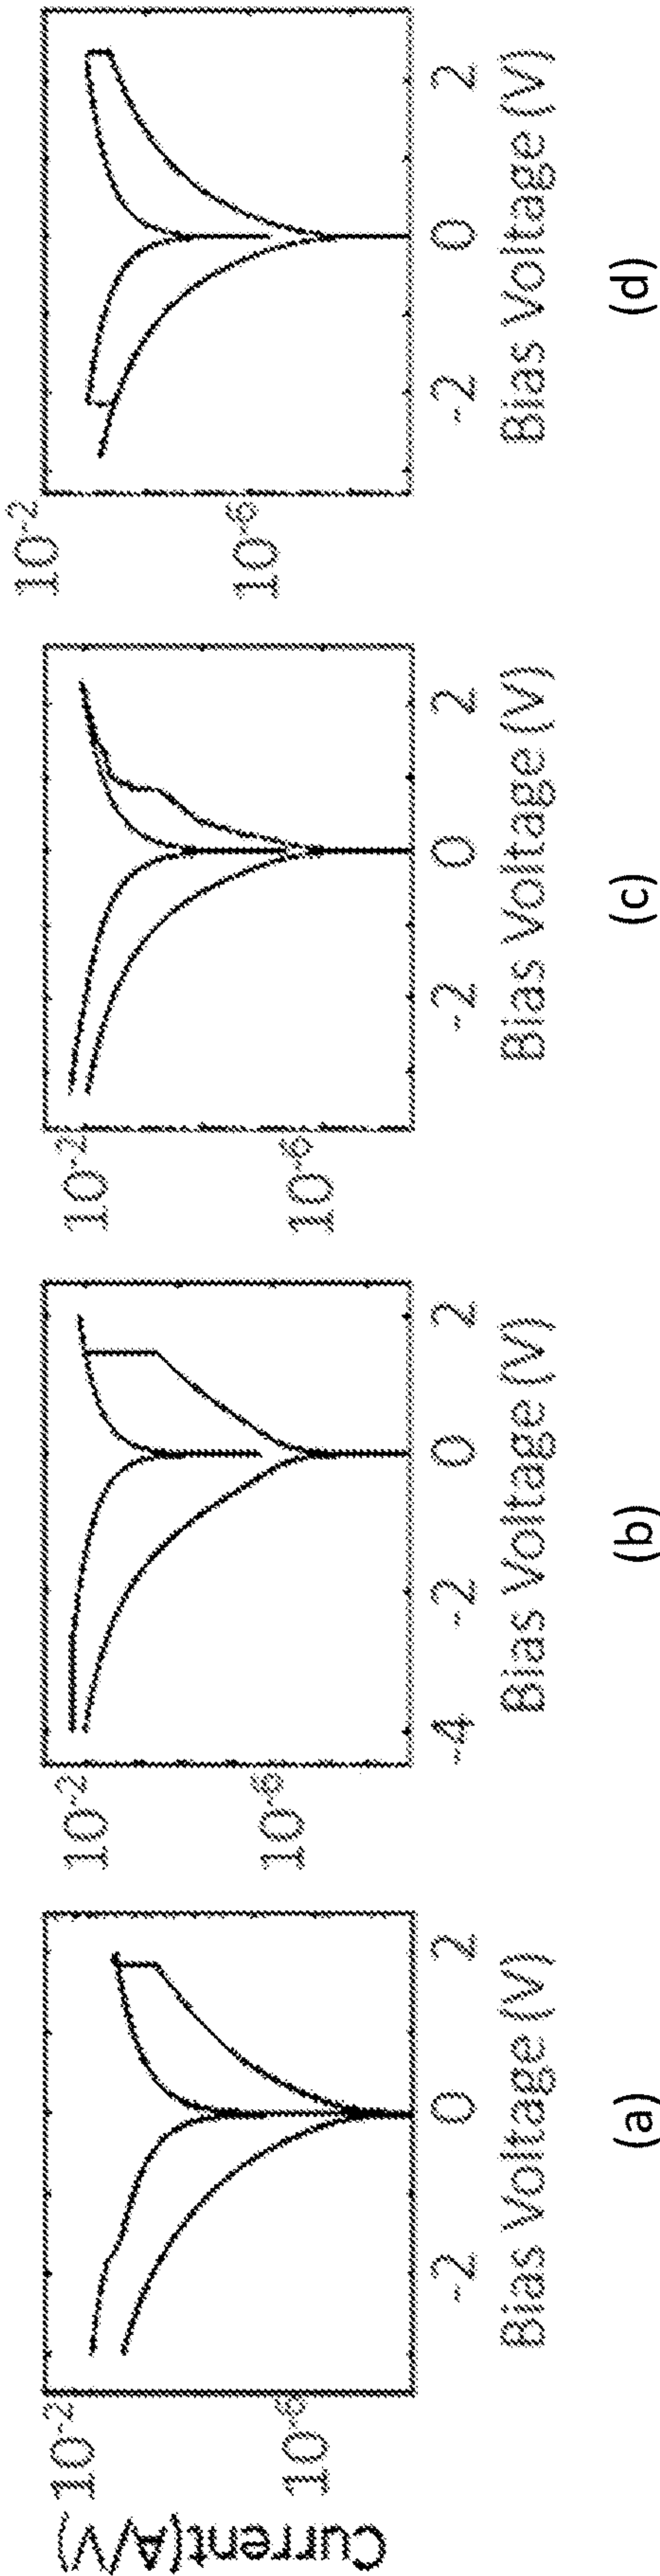 Current(A/V)
10-2
10-6
-2
0
2
Bias Voltage (V)
(a)
10-2
10-6
-4
-2
0
2
Bias Voltage (V)
(b)
10-2
10-6
-2
0
2
Bias Voltage (V)
(c)
10-2
10-6
-2
0
2
Bias Voltage (V)
(d)